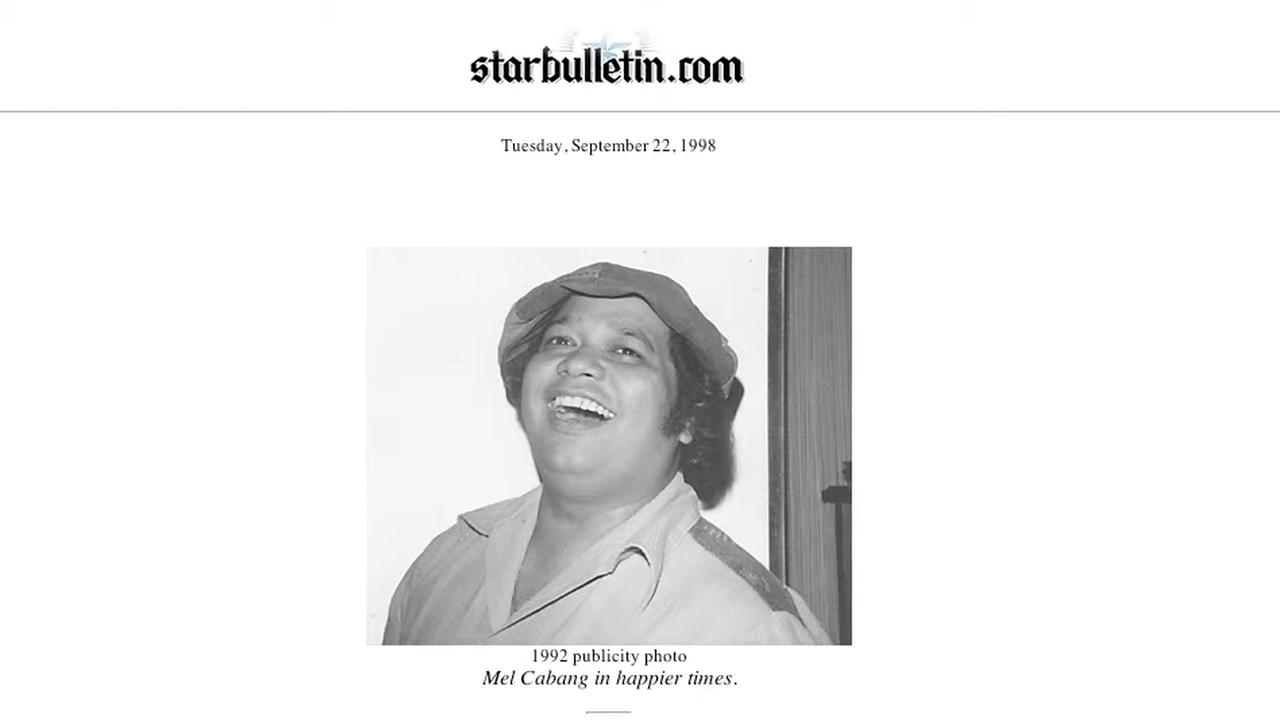 starbulletin.com
Tuesday, September 22, 1998
1992 publicity photo
Mel Cabang in happier times.